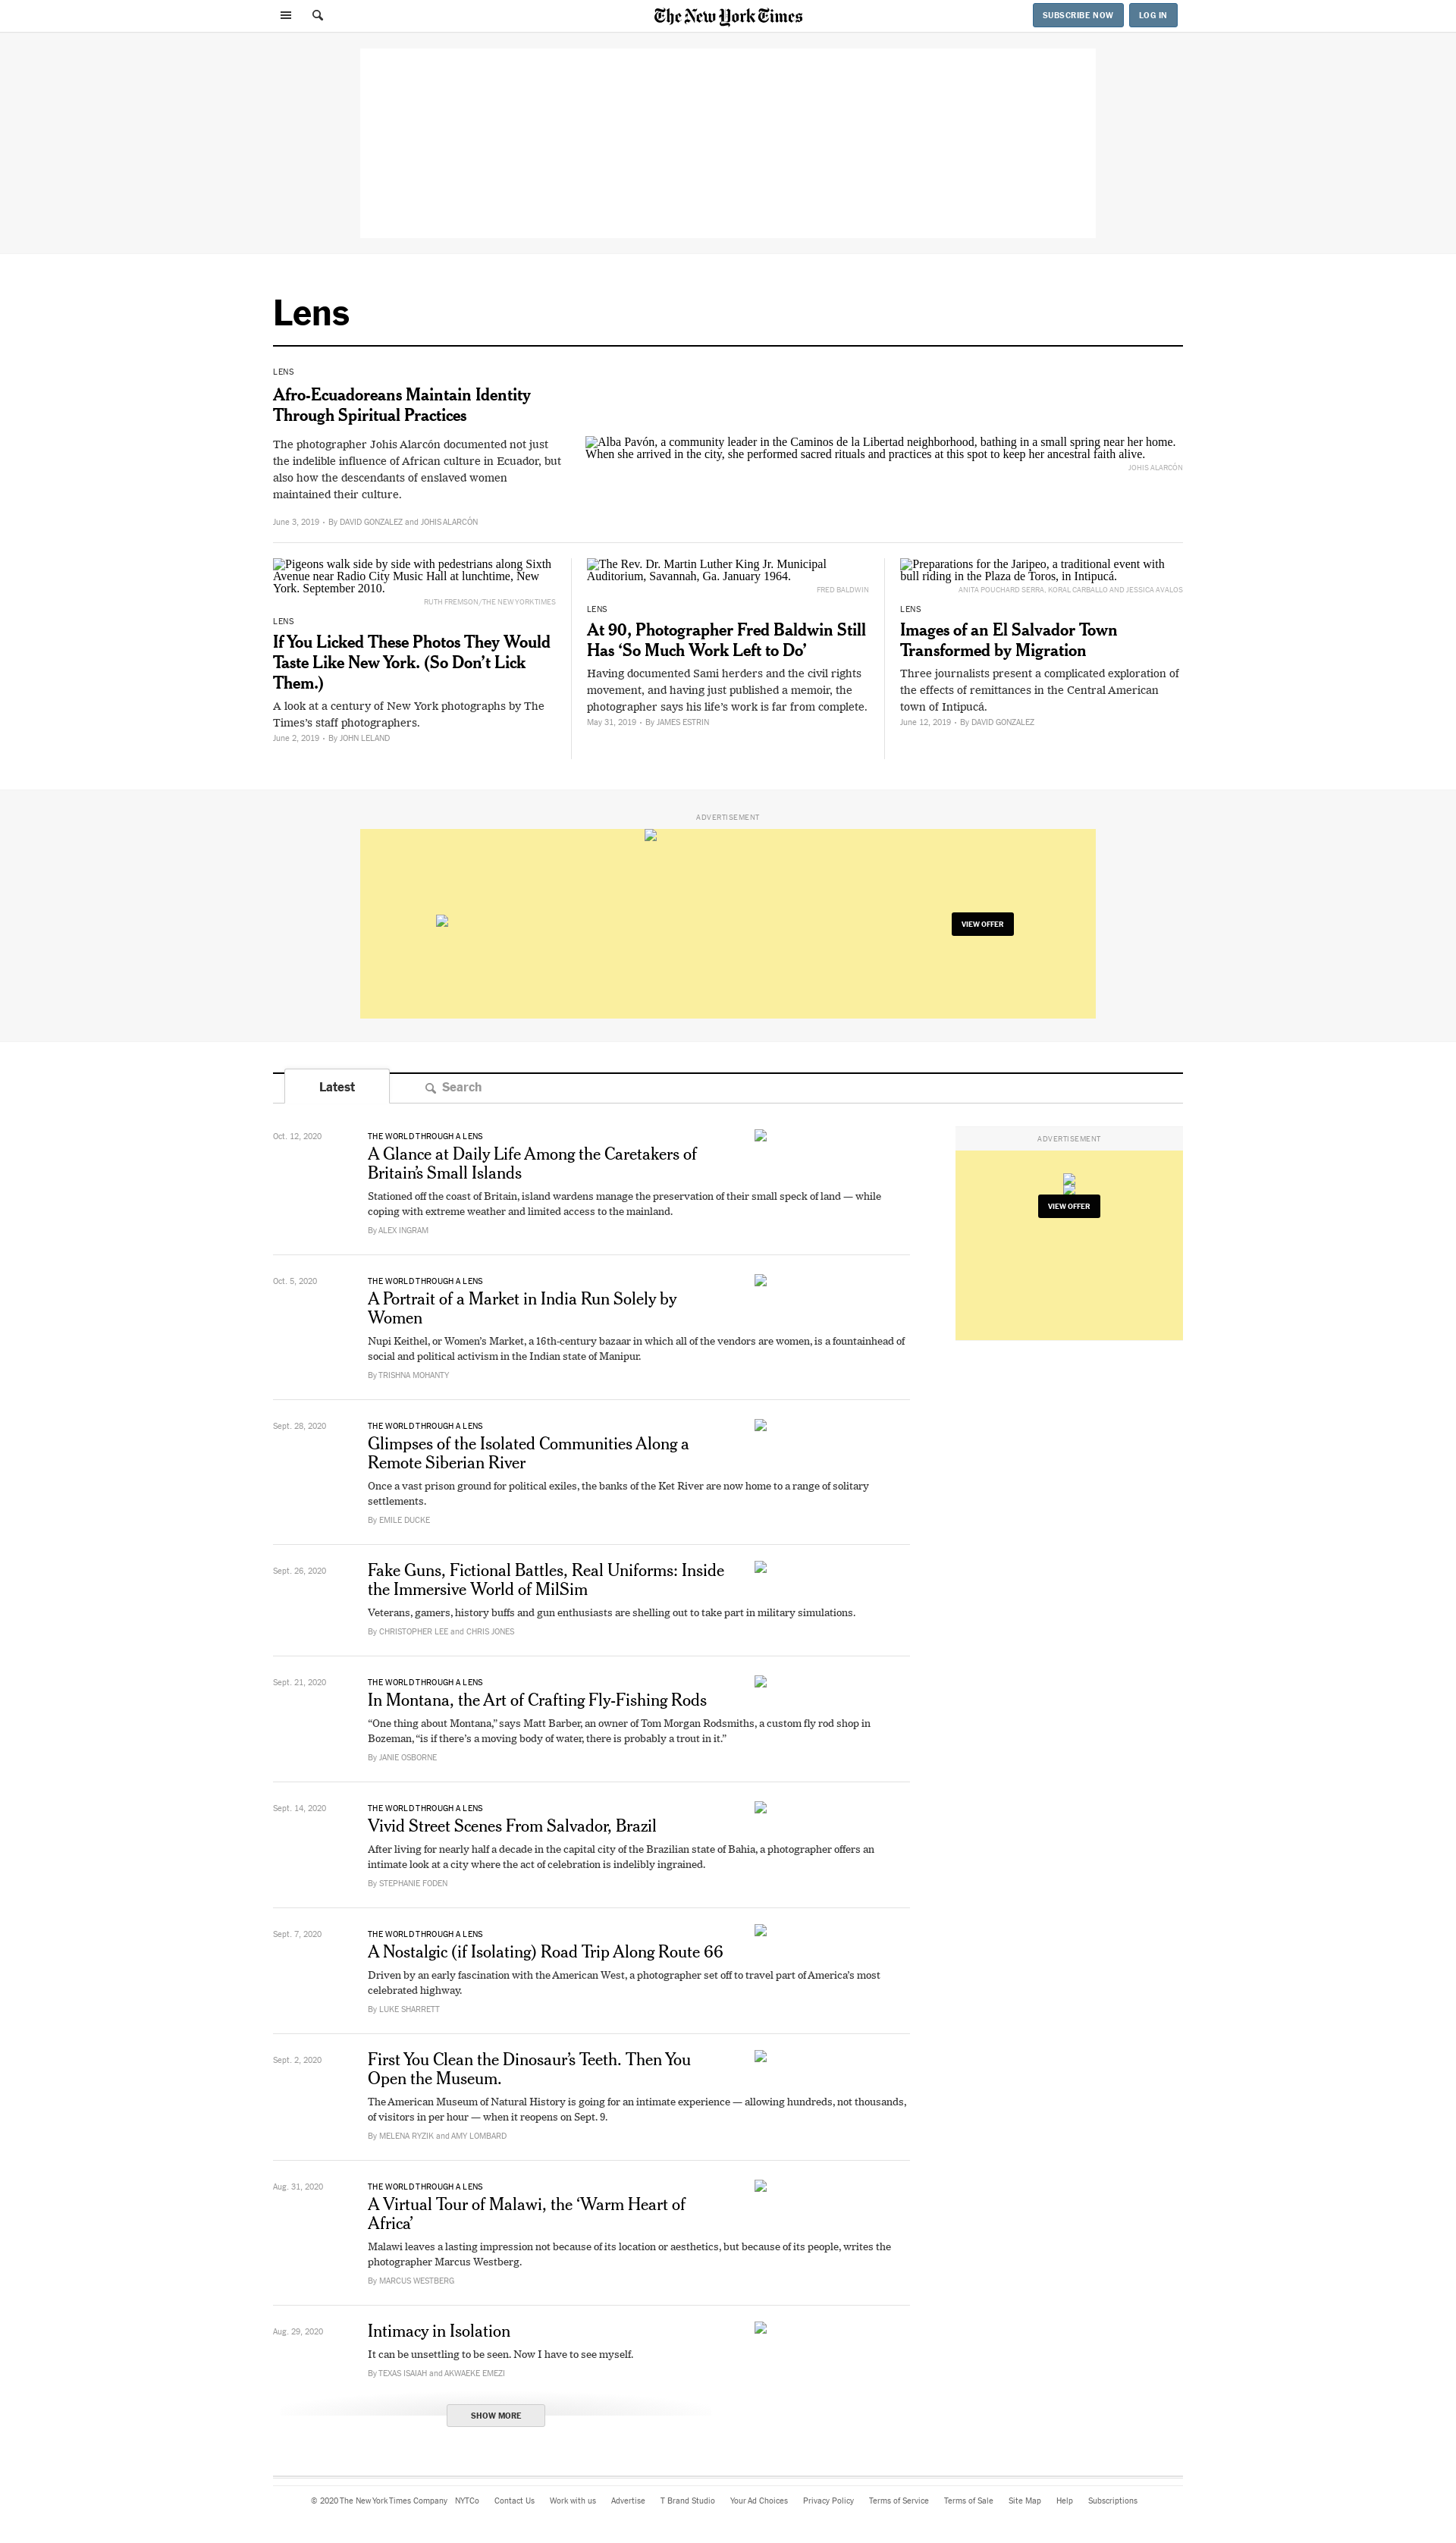 The New York Times
SUBSCRIBE NOW
LOG IN
Lens
LENS
Afro-Ecuadoreans Maintain Identity
Through Spiritual Practices
The photographer Johis Alarcón documented not just
the indelible influence of African culture in Ecuador, but
also how the descendants of enslaved women
maintained their culture.
June 3, 2019 • By DAVID GONZALEZ and JOHIS ALARCÓN
Alba Pavón, a community leader in the Caminos de la Libertad neighborhood, bathing in a small spring near her home.
When she arrived in the city, she performed sacred rituals and practices at this spot to keep her ancestral faith alive.
JOHIS ALARCÓN
Pigeons walk side by side with pedestrians along Sixth
Avenue near Radio City Music Hall at lunchtime, New
York. September 2010.
RUTH FREMSON/THE NEW YORK TIMES
LENS
If You Licked These Photos They Would
Taste Like New York. (So Don’t Lick
Them.)
A look at a century of New York photographs by The
Times’s staff photographers.
June 2, 2019 • By JOHN LELAND
The Rev. Dr. Martin Luther King Jr. Municipal
Auditorium, Savannah, Ga. January 1964.
FRED BALDWIN
LENS
At 90, Photographer Fred Baldwin Still
Has ‘So Much Work Left to Do’
Having documented Sami herders and the civil rights
movement, and having just published a memoir, the
photographer says his life’s work is far from complete.
May 31, 2019 • By JAMES ESTRIN
Preparations for the Jaripeo, a traditional event with
bull riding in the Plaza de Toros, in Intipucá.
ANITA POUCHARD SERRA, KORAL CARBALLO AND JESSICA AVALOS
LENS
Images of an El Salvador Town
Transformed by Migration
Three journalists present a complicated exploration of
the effects of remittances in the Central American
town of Intipucá.
June 12, 2019 • By DAVID GONZALEZ
ADVERTISEMENT
VIEW OFFER
Latest
Search
Oct. 12, 2020
THE WORLD THROUGH A LENS
A Glance at Daily Life Among the Caretakers of
Britain’s Small Islands
Stationed off the coast of Britain, island wardens manage the preservation of their small speck of land — while
coping with extreme weather and limited access to the mainland.
By ALEX INGRAM
ADVERTISEMENT
VIEW OFFER
Oct. 5, 2020
THE WORLD THROUGH A LENS
A Portrait of a Market in India Run Solely by
Women
Nupi Keithel, or Women’s Market, a 16th-century bazaar in which all of the vendors are women, is a fountainhead of
social and political activism in the Indian state of Manipur.
By TRISHNA MOHANTY
Sept. 28, 2020
THE WORLD THROUGH A LENS
Glimpses of the Isolated Communities Along a
Remote Siberian River
Once a vast prison ground for political exiles, the banks of the Ket River are now home to a range of solitary
settlements.
By EMILE DUCKE
Sept. 26, 2020
Fake Guns, Fictional Battles, Real Uniforms: Inside
the Immersive World of MilSim
Veterans, gamers, history buffs and gun enthusiasts are shelling out to take part in military simulations.
By CHRISTOPHER LEE and CHRIS JONES
Sept. 21, 2020
THE WORLD THROUGH A LENS
In Montana, the Art of Crafting Fly-Fishing Rods
“One thing about Montana,” says Matt Barber, an owner of Tom Morgan Rodsmiths, a custom fly rod shop in
Bozeman, “is if there’s a moving body of water, there is probably a trout in it.”
By JANIE OSBORNE
Sept. 14, 2020
THE WORLD THROUGH A LENS
Vivid Street Scenes From Salvador, Brazil
After living for nearly half a decade in the capital city of the Brazilian state of Bahia, a photographer offers an
intimate look at a city where the act of celebration is indelibly ingrained.
By STEPHANIE FODEN
Sept. 7, 2020
THE WORLD THROUGH A LENS
A Nostalgic (if Isolating) Road Trip Along Route 66
Driven by an early fascination with the American West, a photographer set off to travel part of America’s most
celebrated highway.
By LUKE SHARRETT
Sept. 2, 2020
First You Clean the Dinosaur’s Teeth. Then You
Open the Museum.
The American Museum of Natural History is going for an intimate experience — allowing hundreds, not thousands,
of visitors in per hour — when it reopens on Sept. 9.
By MELENA RYZIK and AMY LOMBARD
Aug. 31, 2020
THE WORLD THROUGH A LENS
A Virtual Tour of Malawi, the ‘Warm Heart of
Africa’
Malawi leaves a lasting impression not because of its location or aesthetics, but because of its people, writes the
photographer Marcus Westberg.
By MARCUS WESTBERG
Aug. 29, 2020
Intimacy in Isolation
It can be unsettling to be seen. Now I have to see myself.
By TEXAS ISAIAH and AKWAEKE EMEZI
SHOW MORE
© 2020 The New York Times Company NYTCo Contact Us Work with us Advertise T Brand Studio Your Ad Choices Privacy Policy Terms of Service Terms of Sale Site Map Help Subscriptions